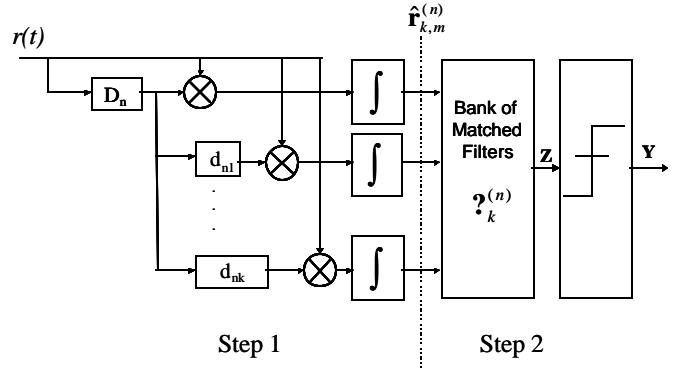 r(t)
r̂_{k,m}^{(n)}
D_n
∫
d_{n1}
∫
.
.
.
d_{nk}
∫
Bank of
Matched
Filters
?_k^{(n)}
Z
Y
Step 1
Step 2